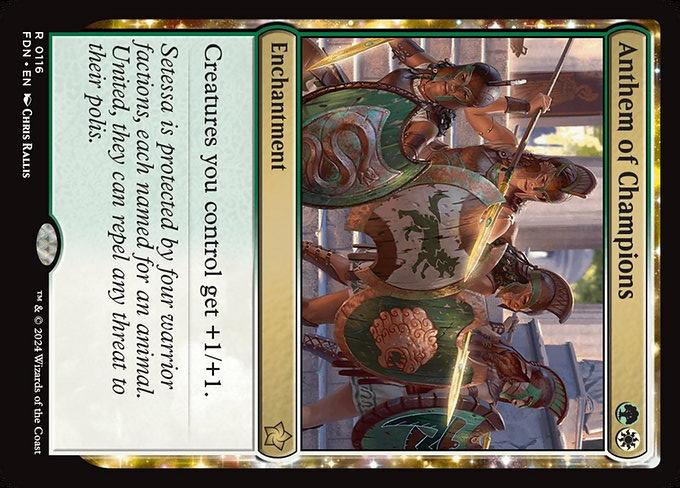 Anthem of Champions
Enchantment
Creatures you control get +1/+1.
Setessa is protected by four warrior
factions, each named for an animal.
United, they can repel any threat to
their polis.
R 0116
FDN • EN Chris Rallis
™ & © 2024 Wizards of the Coast